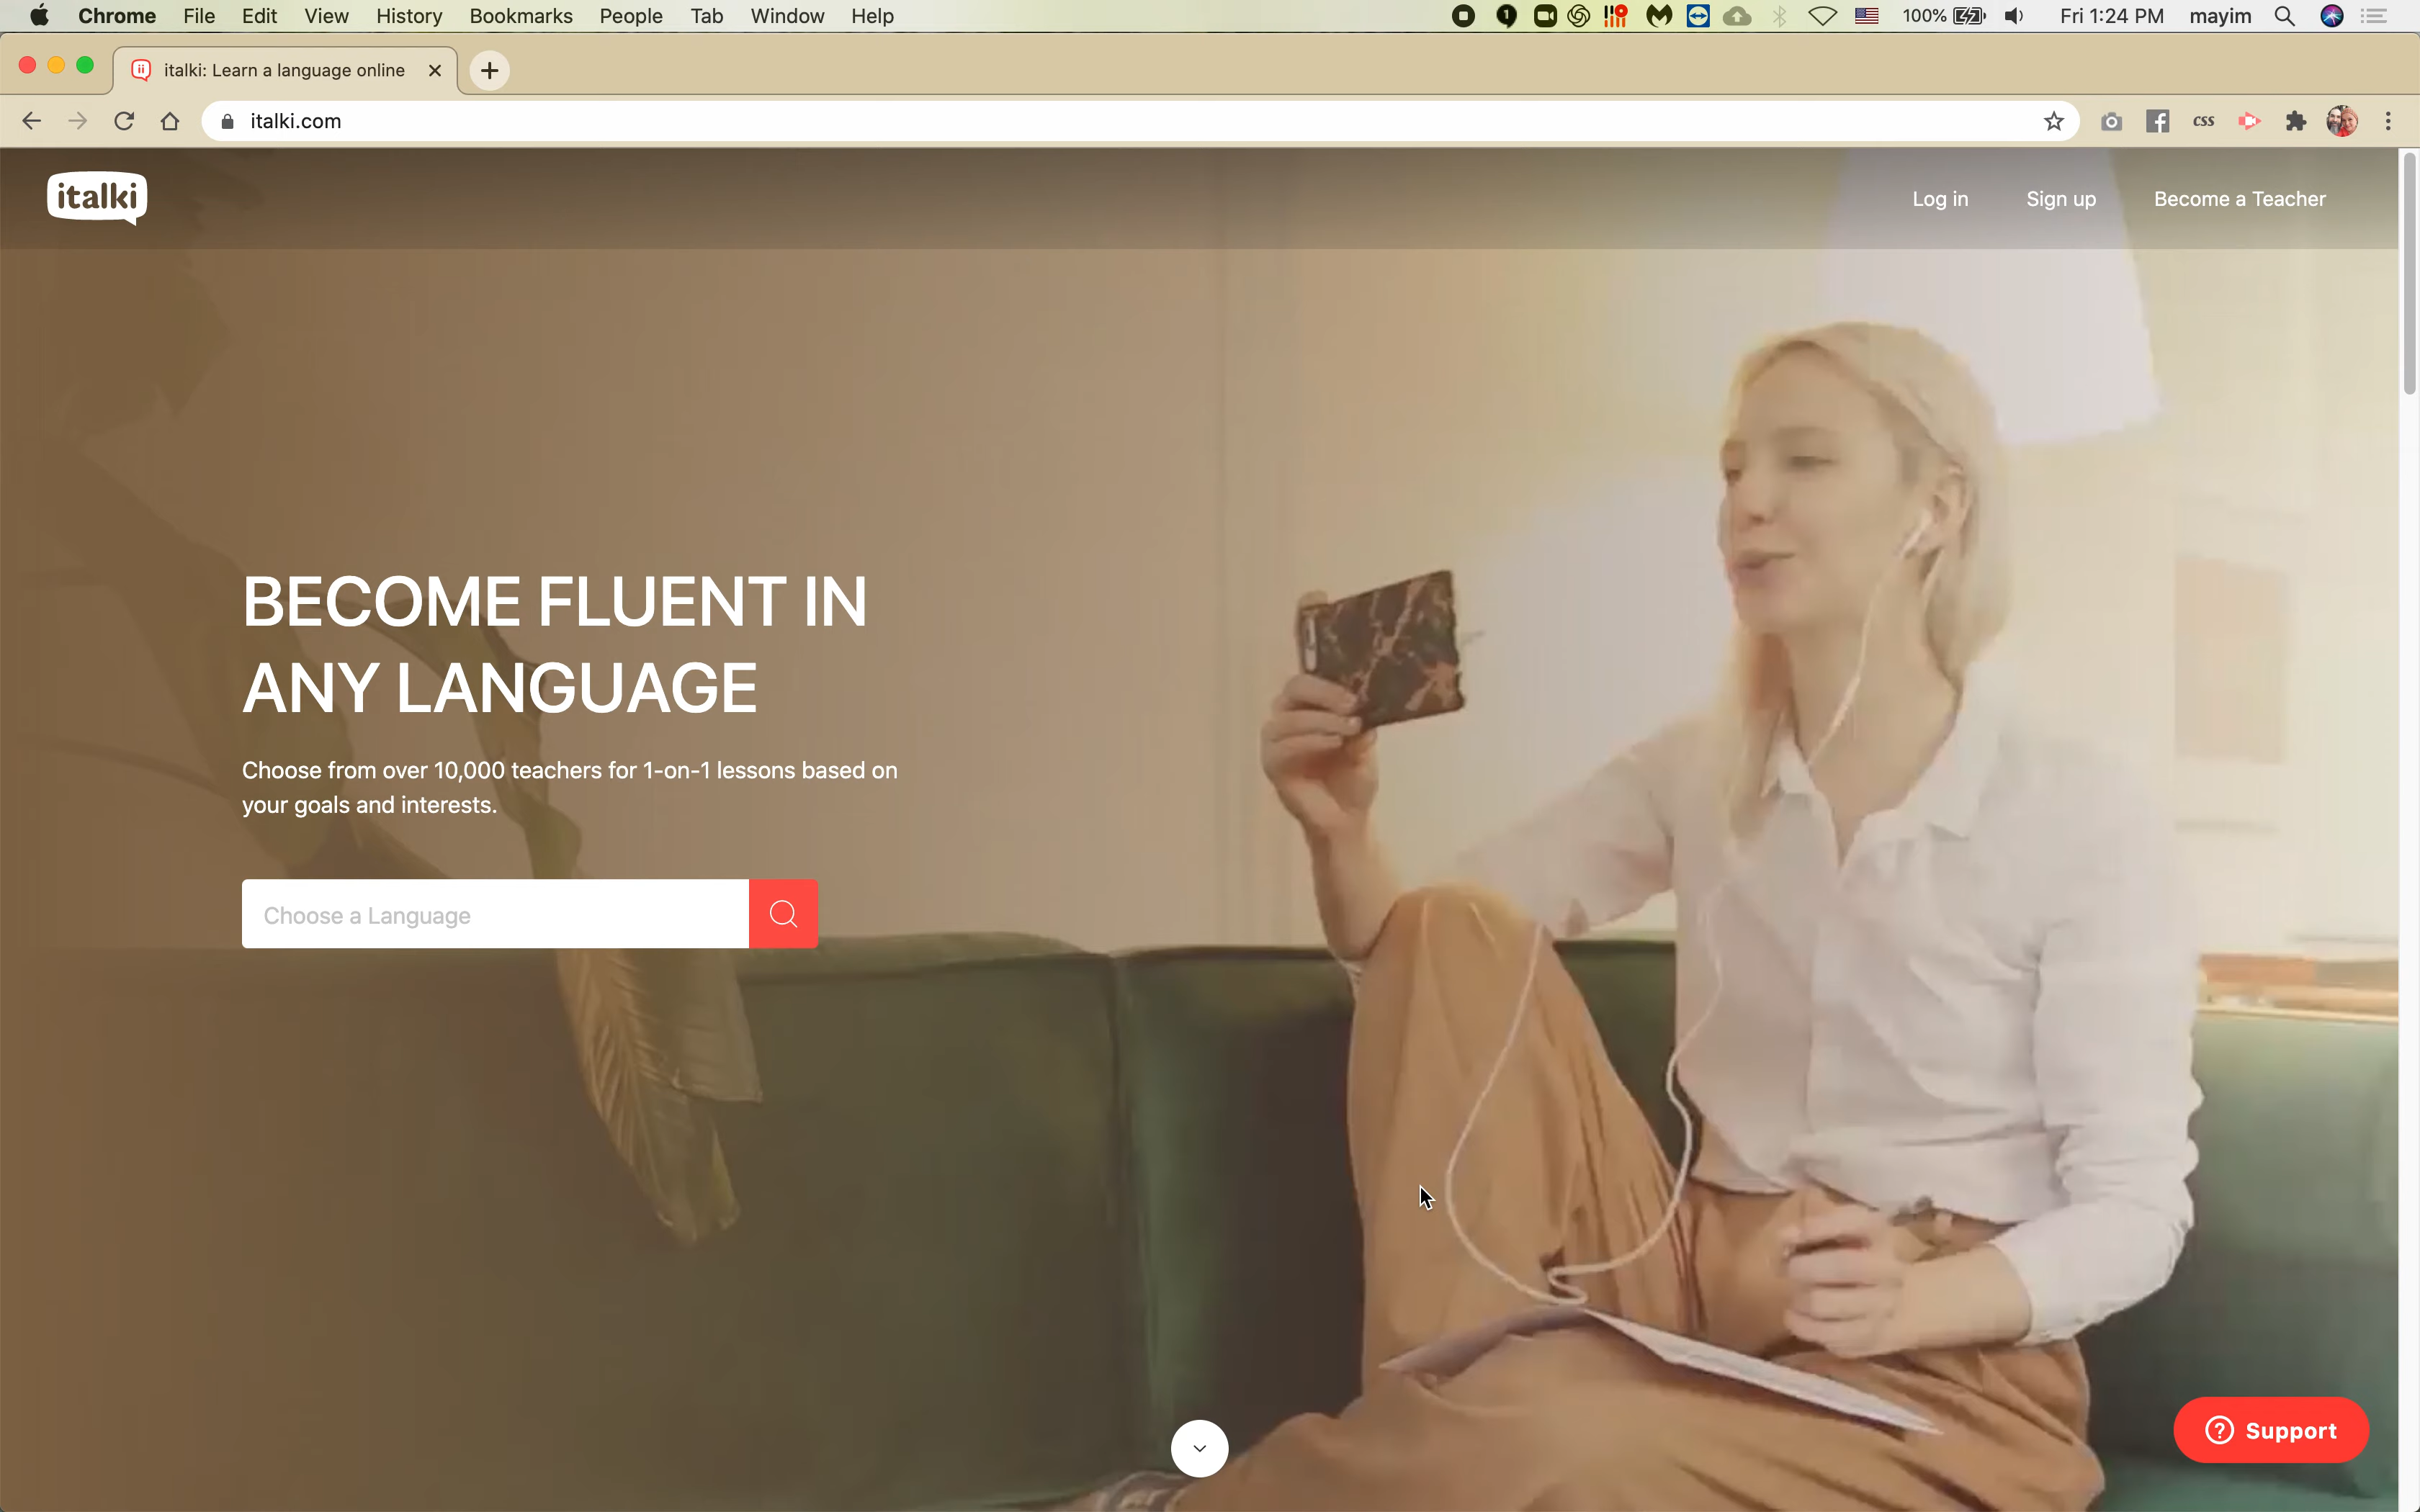 Chrome File Edit View History Bookmarks People Tab Window Help 100% Fri 1:24 PM mayim
italki: Learn a language online
italki.com
css
italki
Log in Sign up Become a Teacher
BECOME FLUENT IN
ANY LANGUAGE
Choose from over 10,000 teachers for 1-on-1 lessons based on
your goals and interests.
Choose a Language
Support